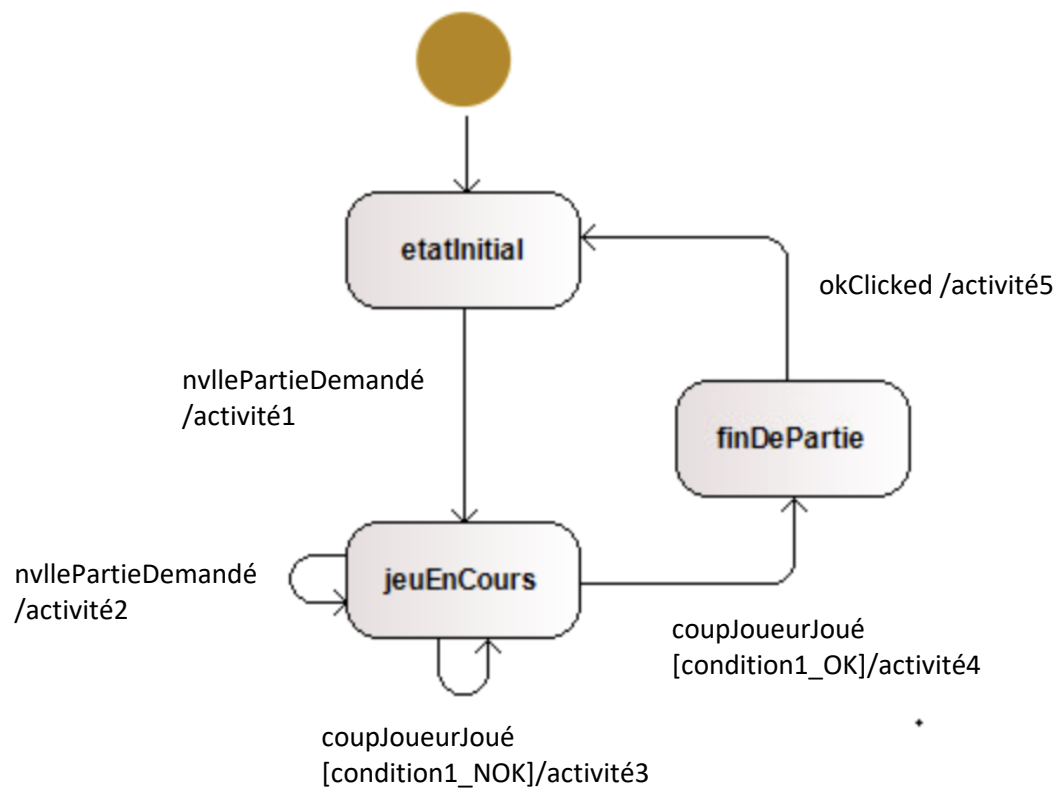 etatInitial
okClicked /activité5
nvllePartieDemandé
/activité1
finDePartie
nvllePartieDemandé
/activité2
jeuEnCours
coupJoueurJoué
[condition1_OK]/activité4
coupJoueurJoué
[condition1_NOK]/activité3